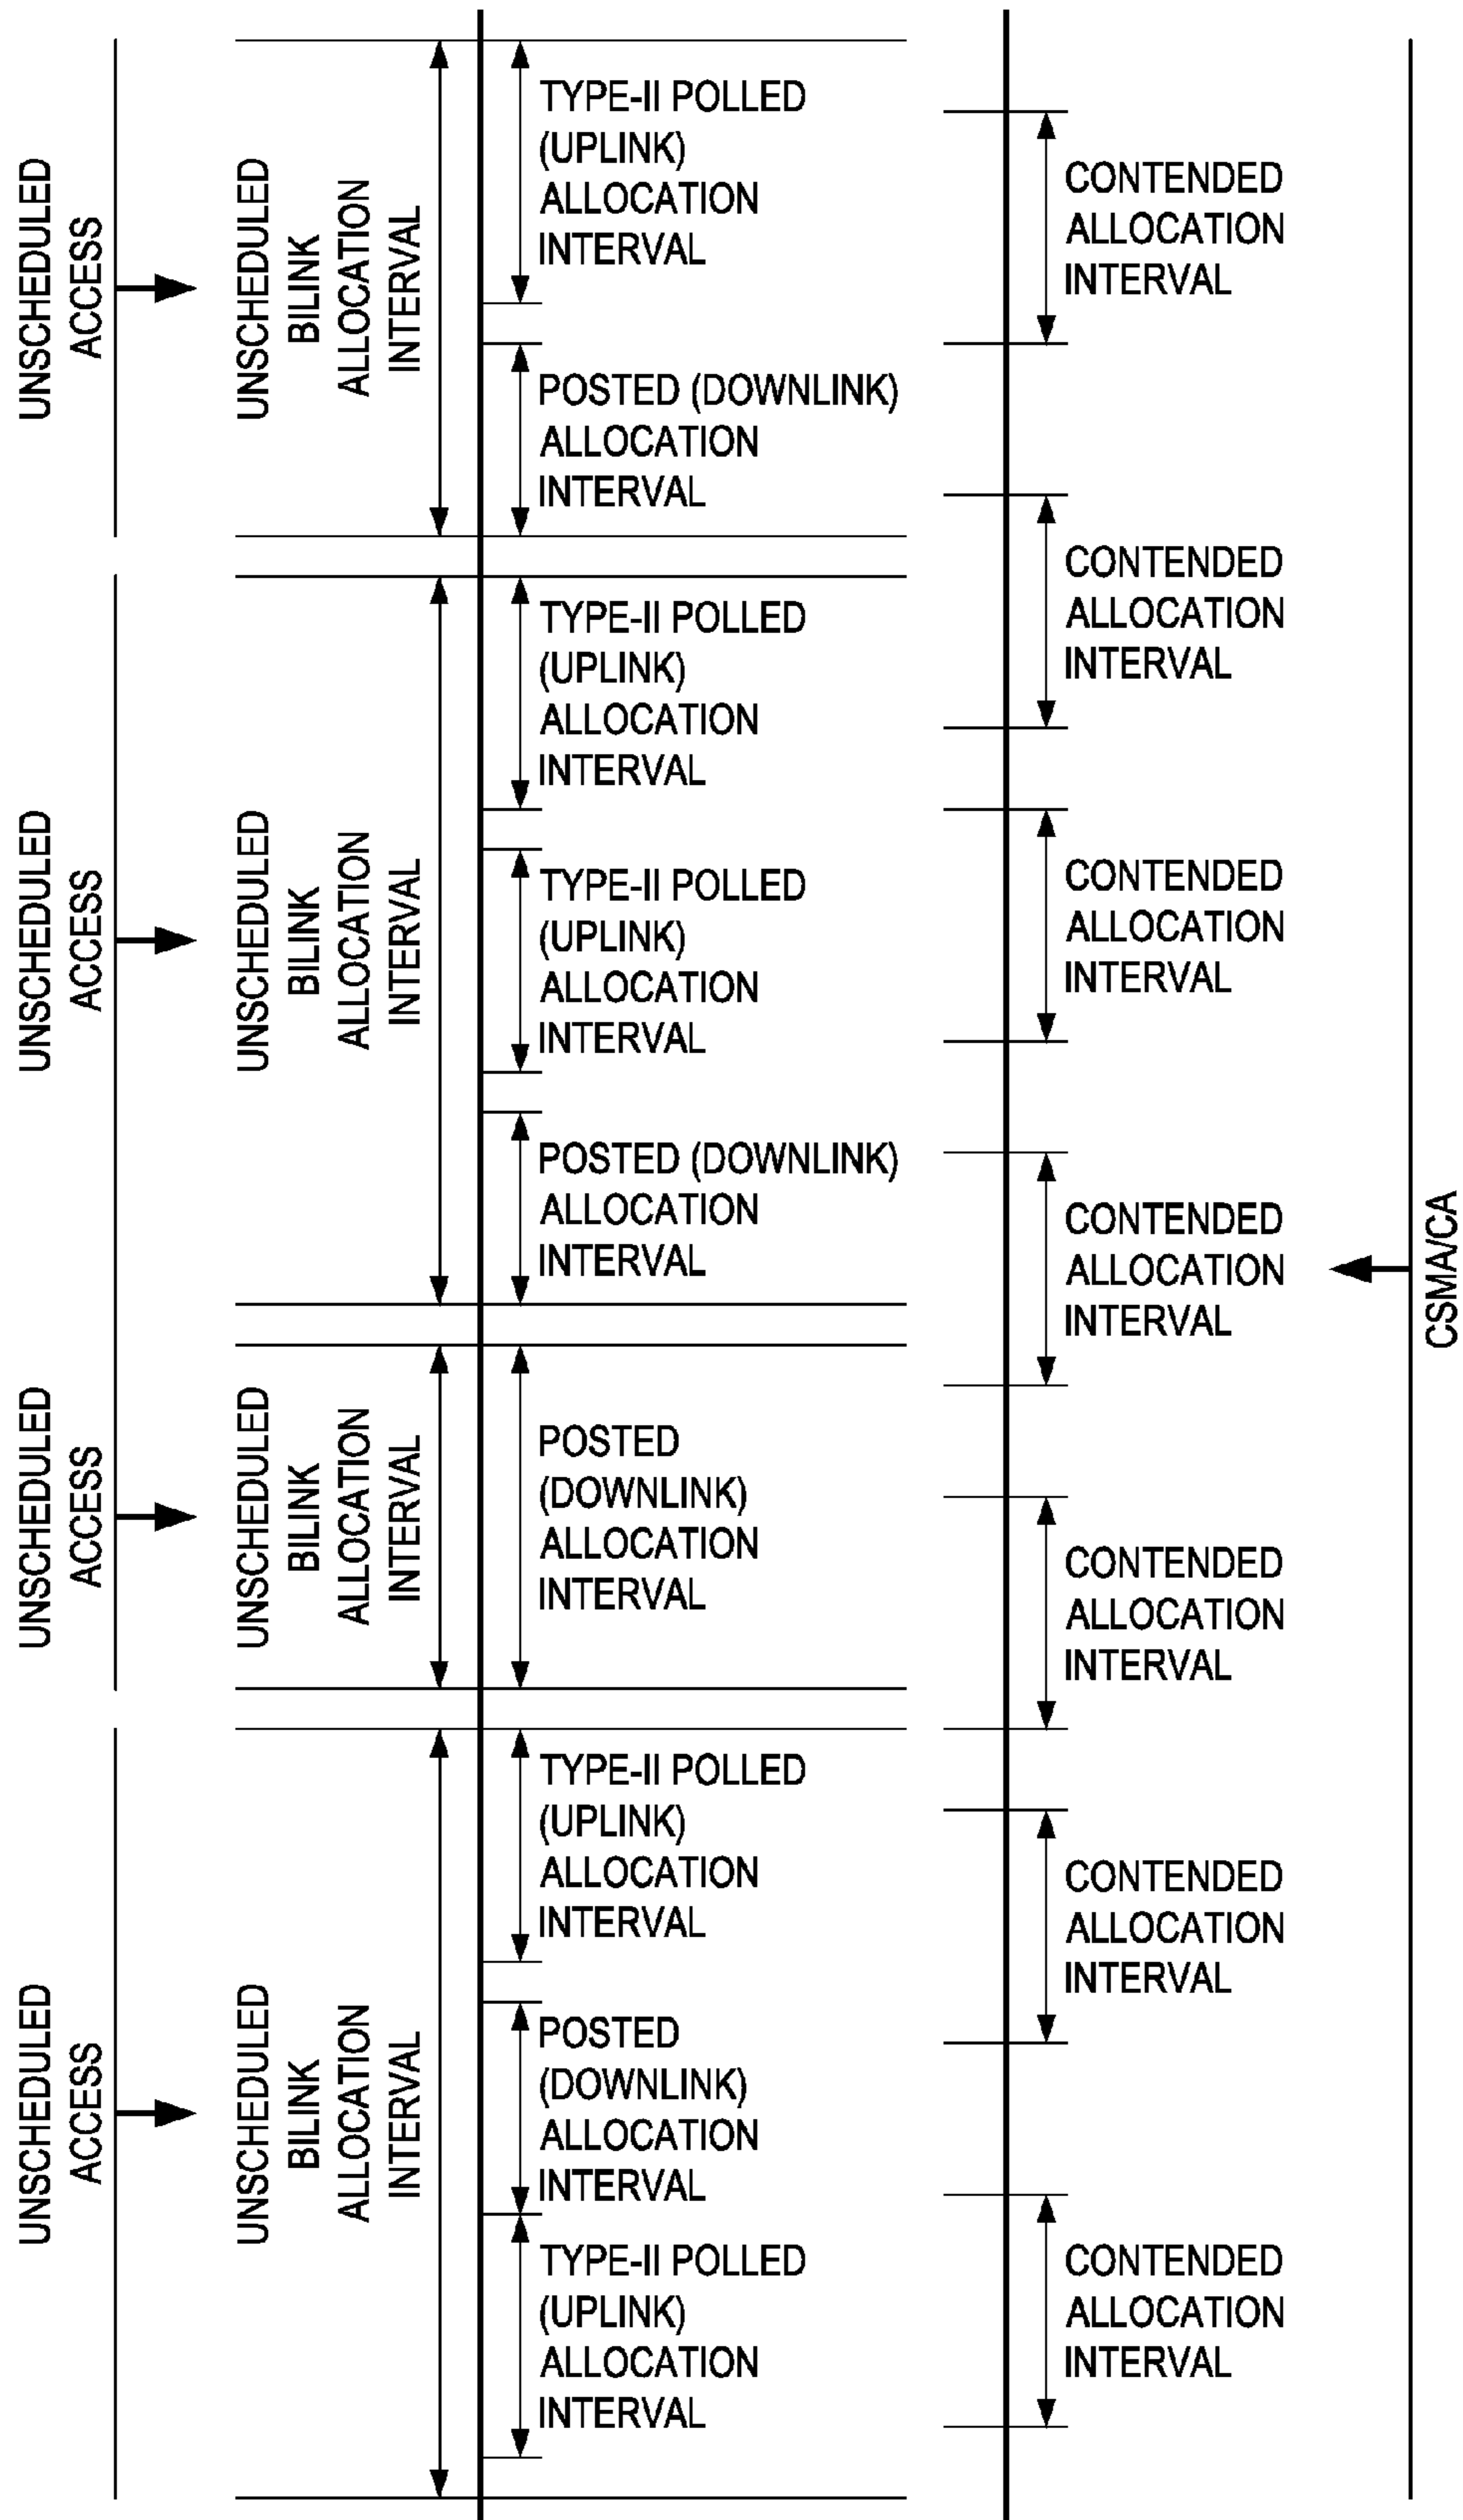 UNSCHEDULED
ACCESS
UNSCHEDULED
BILINK
ALLOCATION
INTERVAL
TYPE-II POLLED
(UPLINK)
ALLOCATION
INTERVAL
POSTED (DOWNLINK)
ALLOCATION
INTERVAL
UNSCHEDULED
ACCESS
UNSCHEDULED
BILINK
ALLOCATION
INTERVAL
TYPE-II POLLED
(UPLINK)
ALLOCATION
INTERVAL
TYPE-II POLLED
(UPLINK)
ALLOCATION
INTERVAL
POSTED (DOWNLINK)
ALLOCATION
INTERVAL
UNSCHEDULED
ACCESS
UNSCHEDULED
BILINK
ALLOCATION
INTERVAL
POSTED
(DOWNLINK)
ALLOCATION
INTERVAL
UNSCHEDULED
ACCESS
UNSCHEDULED
BILINK
ALLOCATION
INTERVAL
TYPE-II POLLED
(UPLINK)
ALLOCATION
INTERVAL
POSTED
(DOWNLINK)
ALLOCATION
INTERVAL
TYPE-II POLLED
(UPLINK)
ALLOCATION
INTERVAL
CONTENDED
ALLOCATION
INTERVAL
CONTENDED
ALLOCATION
INTERVAL
CONTENDED
ALLOCATION
INTERVAL
CONTENDED
ALLOCATION
INTERVAL
CONTENDED
ALLOCATION
INTERVAL
CONTENDED
ALLOCATION
INTERVAL
CONTENDED
ALLOCATION
INTERVAL
CSMA/CA